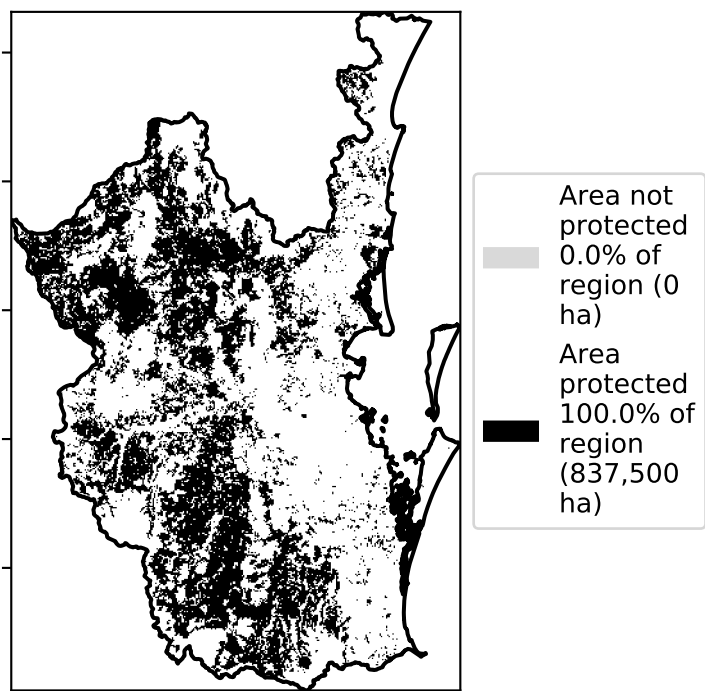 Area not
protected
0.0% of
region (0
ha)
Area
protected
100.0% of
region
(837,500
ha)